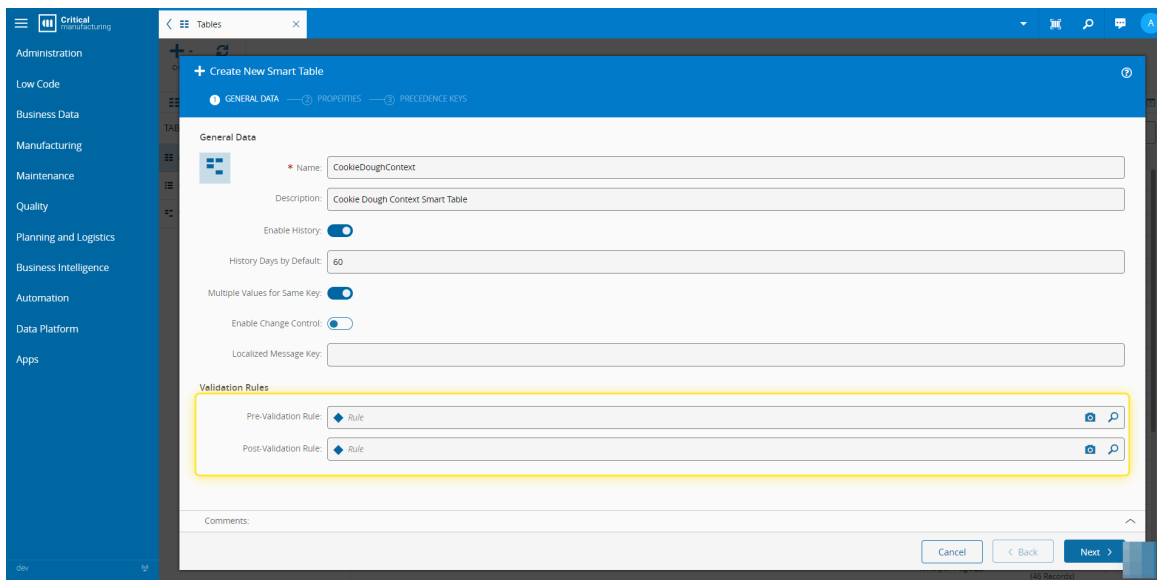 Critical
manufacturing
Tables
A
Administration
Low Code
Business Data
Manufacturing
Maintenance
Quality
Planning and Logistics
Business Intelligence
Automation
Data Platform
Apps
dev
Create New Smart Table
1 GENERAL DATA 2 PROPERTIES 3 PRECEDENCE KEYS
General Data
* Name: CookieDoughContext
Description: Cookie Dough Context Smart Table
Enable History:
History Days by Default: 60
Multiple Values for Same Key:
Enable Change Control:
Localized Message Key:
Validation Rules
Pre-Validation Rule: Rule
Post-Validation Rule: Rule
Comments:
Cancel Back Next
(46 Records)